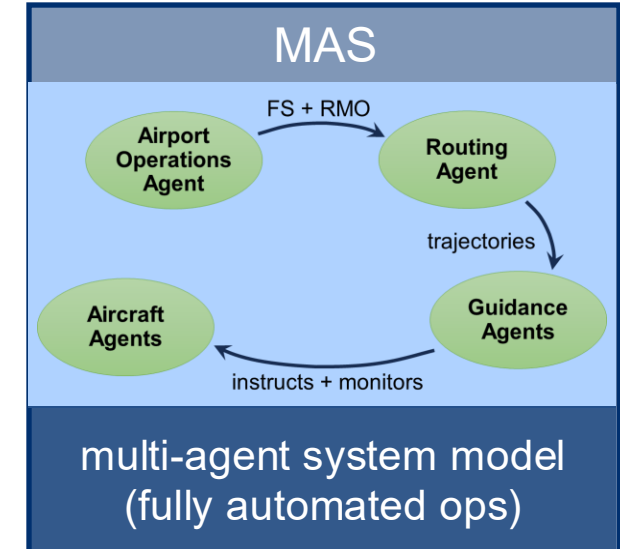 MAS
FS + RMO
Airport
Operations
Agent
Routing
Agent
trajectories
Aircraft
Agents
Guidance
Agents
instructs + monitors
multi-agent system model
(fully automated ops)